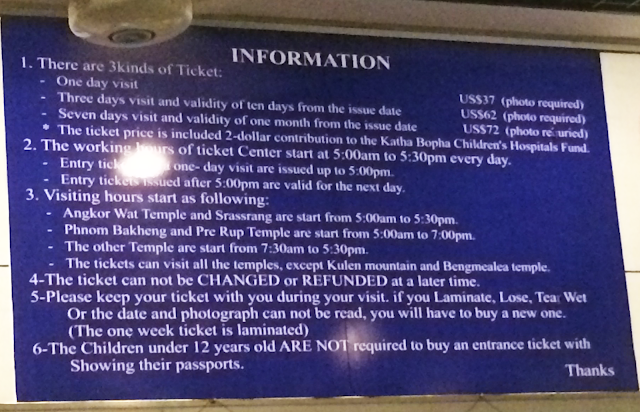 INFORMATION
1. There are 3kinds of Ticket:
- One day visit US$37 (photo required)
- Three days visit and validity of ten days from the issue date US$62 (photo required)
- Seven days visit and validity of one month from the issue date US$72 (photo required)
* The ticket price is included 2-dollar contribution to the Katha Bopha Children's Hospitals Fund.
2. The working hours of ticket Center start at 5:00am to 5:30pm every day.
- Entry one- day visit are issued up to 5:00pm.
- Entry tickets issued after 5:00pm are valid for the next day.
3. Visiting hours start as following:
- Angkor Wat Temple and Srassrang are start from 5:00am to 5:30pm.
- Phnom Bakheng and Pre Rup Temple are start from 5:00am to 7:00pm.
- The other Temple are start from 7:30am to 5:30pm.
- The tickets can visit all the temples, except Kulen mountain and Bengmealea temple.
4-The ticket can not be CHANGED or REFUNDED at a later time.
5-Please keep your ticket with you during your visit. if you Laminate, Lose, Tear Wet
Or the date and photograph can not be read, you will have to buy a new one.
(The one week ticket is laminated)
6-The Children under 12 years old ARE NOT required to buy an entrance ticket with
Showing their passports.
Thanks